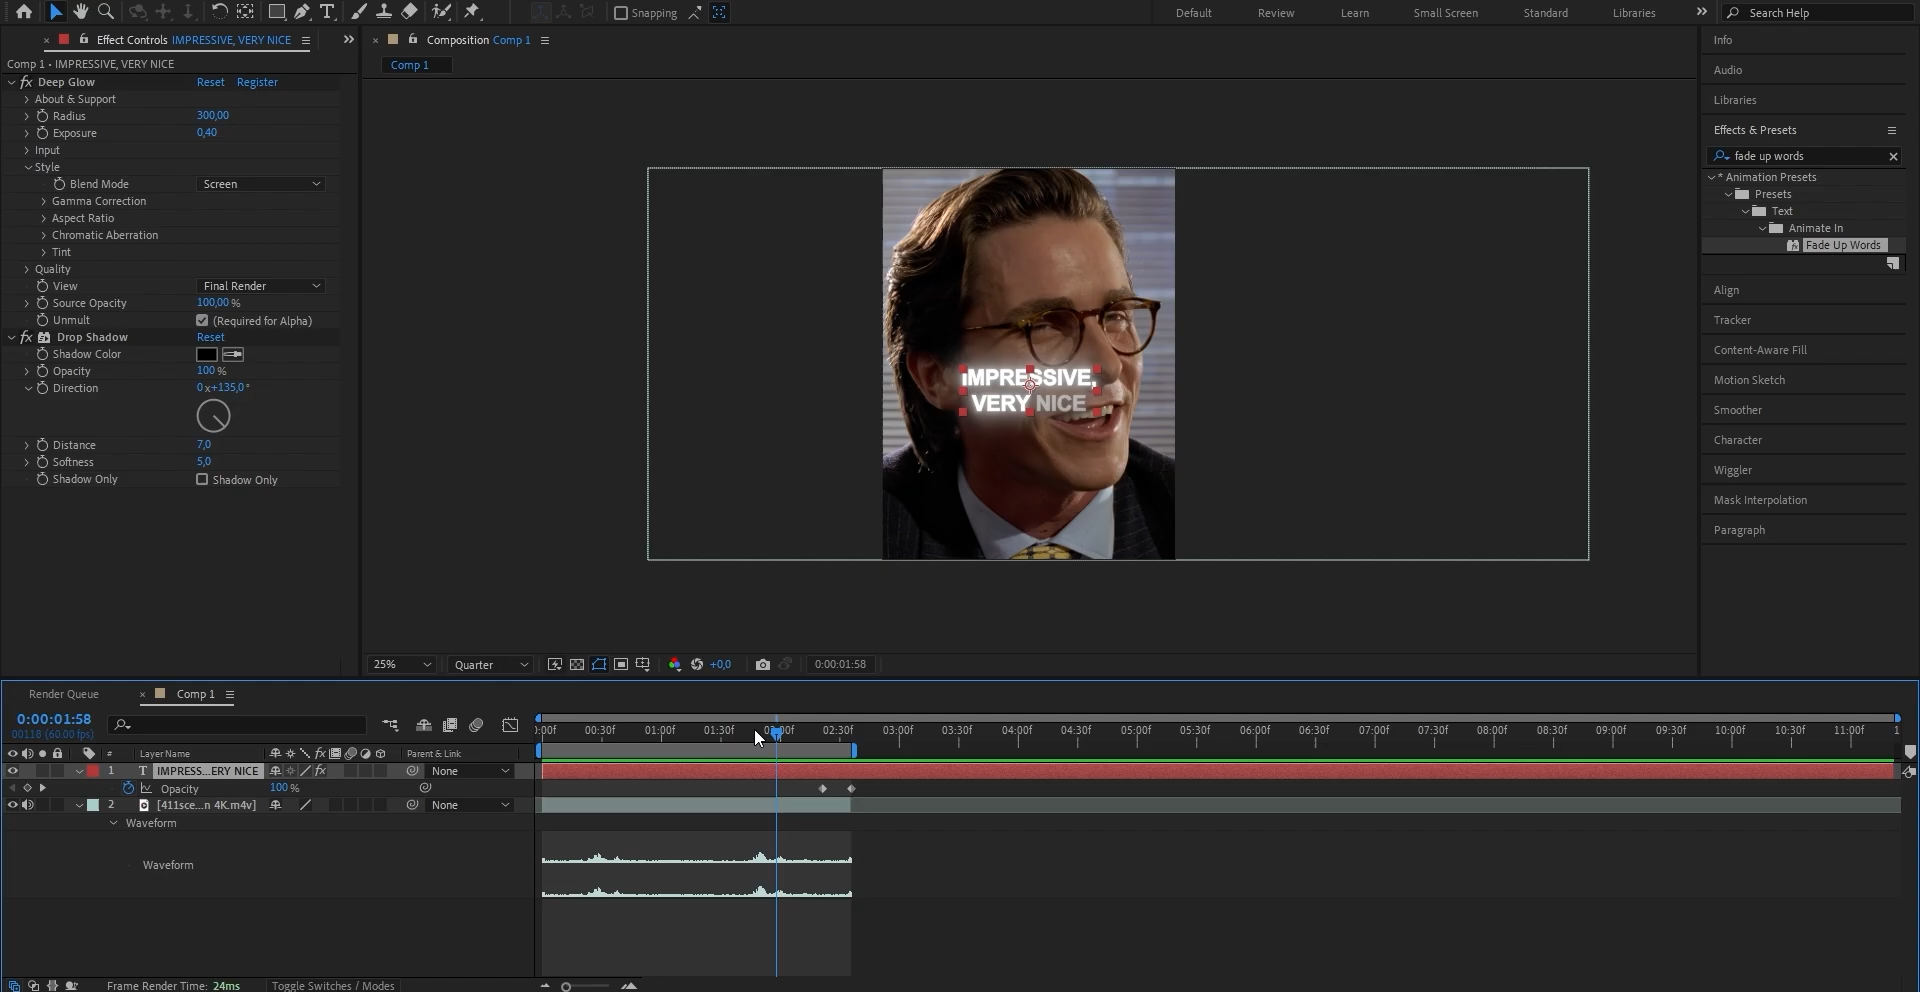 Snapping
Default
Review
Learn
Small Screen
Standard
Libraries
Search Help
Effect Controls IMPRESSIVE, VERY NICE
Comp 1 • IMPRESSIVE, VERY NICE
fx Deep Glow Reset Register
About & Support
Radius 300,00
Exposure 0,40
Input
Style
Blend Mode Screen
Gamma Correction
Aspect Ratio
Chromatic Aberration
Tint
Quality
View Final Render
Source Opacity 100,00 %
Unmult (Required for Alpha)
fx Drop Shadow Reset
Shadow Color
Opacity 100 %
Direction 0x+135,0°
Distance 7,0
Softness 5,0
Shadow Only Shadow Only
Composition Comp 1
Comp 1
IMPRESSIVE,
VERY NICE
25% Quarter +0,0 0:00:01:58
Info
Audio
Libraries
Effects & Presets
fade up words
* Animation Presets
Presets
Text
Animate In
Fade Up Words
Align
Tracker
Content-Aware Fill
Motion Sketch
Smoother
Character
Wiggler
Mask Interpolation
Paragraph
Render Queue Comp 1
0:00:01:58
00118 (60.00 fps)
:00f 00:30f 01:00f 01:30f 02:00f 02:30f 03:00f 03:30f 04:00f 04:30f 05:00f 05:30f 06:00f 06:30f 07:00f 07:30f 08:00f 08:30f 09:00f 09:30f 10:00f 10:30f 11:00f 1
# Layer Name fx Parent & Link
1 T IMPRESS...ERY NICE fx None
Opacity 100 %
2 [411sce...n 4K.m4v] None
Waveform
Waveform
Frame Render Time: 24ms Toggle Switches / Modes